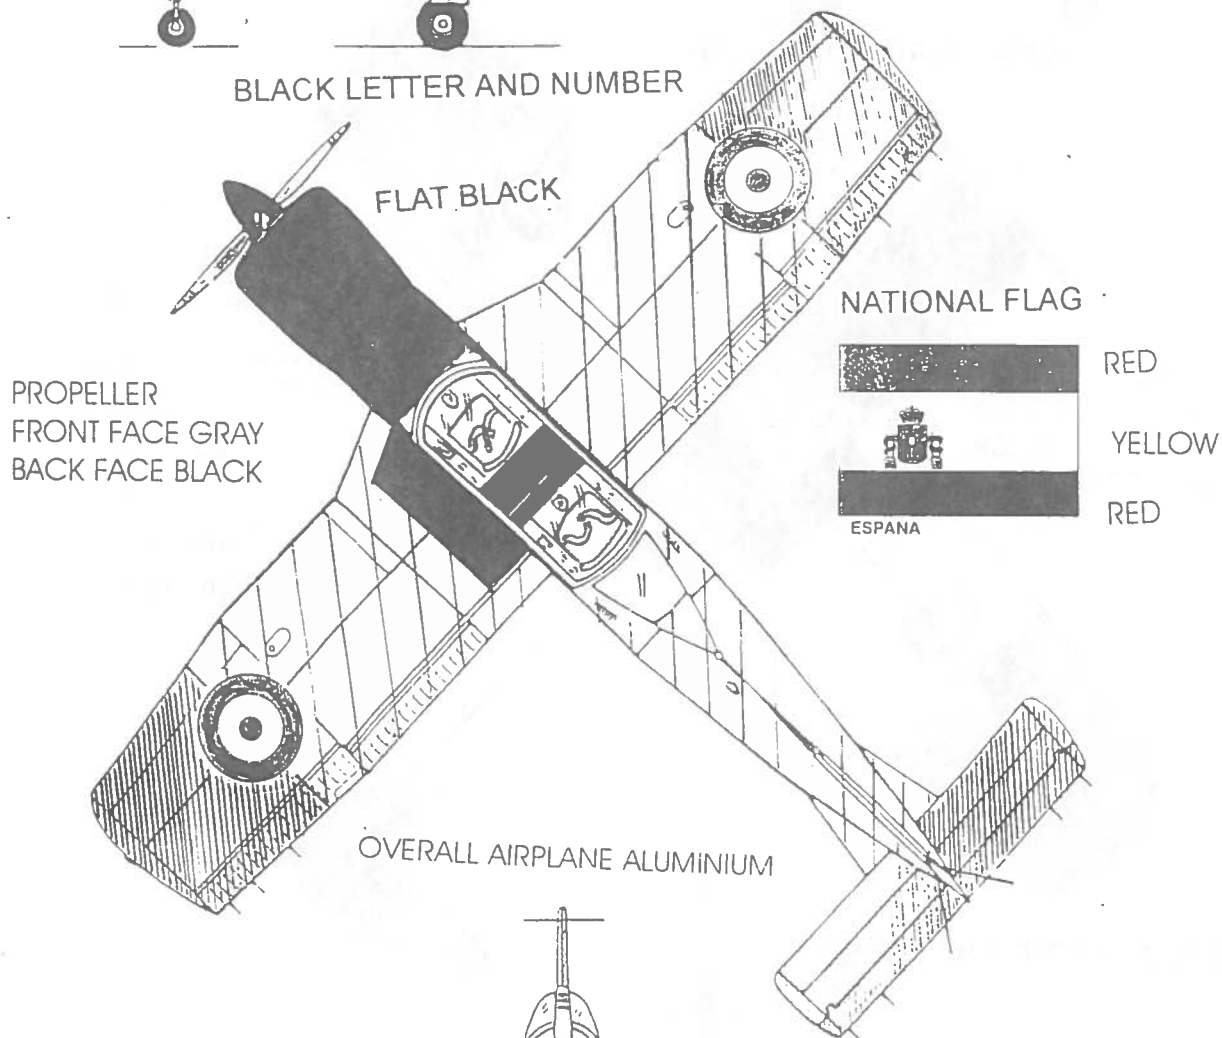 BLACK LETTER AND NUMBER
FLAT BLACK
NATIONAL FLAG
RED
PROPELLER
FRONT FACE GRAY
BACK FACE BLACK
YELLOW
RED
ESPANA
OVERALL AIRPLANE ALUMINIUM